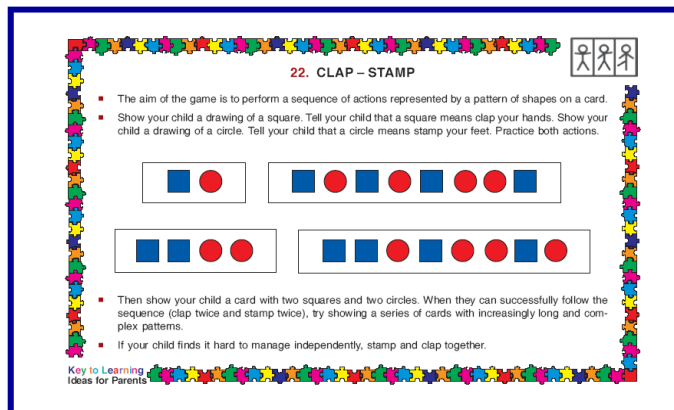 22. CLAP – STAMP
▪ The aim of the game is to perform a sequence of actions represented by a pattern of shapes on a card.
▪ Show your child a drawing of a square. Tell your child that a square means clap your hands. Show your
child a drawing of a circle. Tell your child that a circle means stamp your feet. Practice both actions.
▪ Then show your child a card with two squares and two circles. When they can successfully follow the
sequence (clap twice and stamp twice), try showing a series of cards with increasingly long and com-
plex patterns.
▪ If your child finds it hard to manage independently, stamp and clap together.
Key to Learning
Ideas for Parents